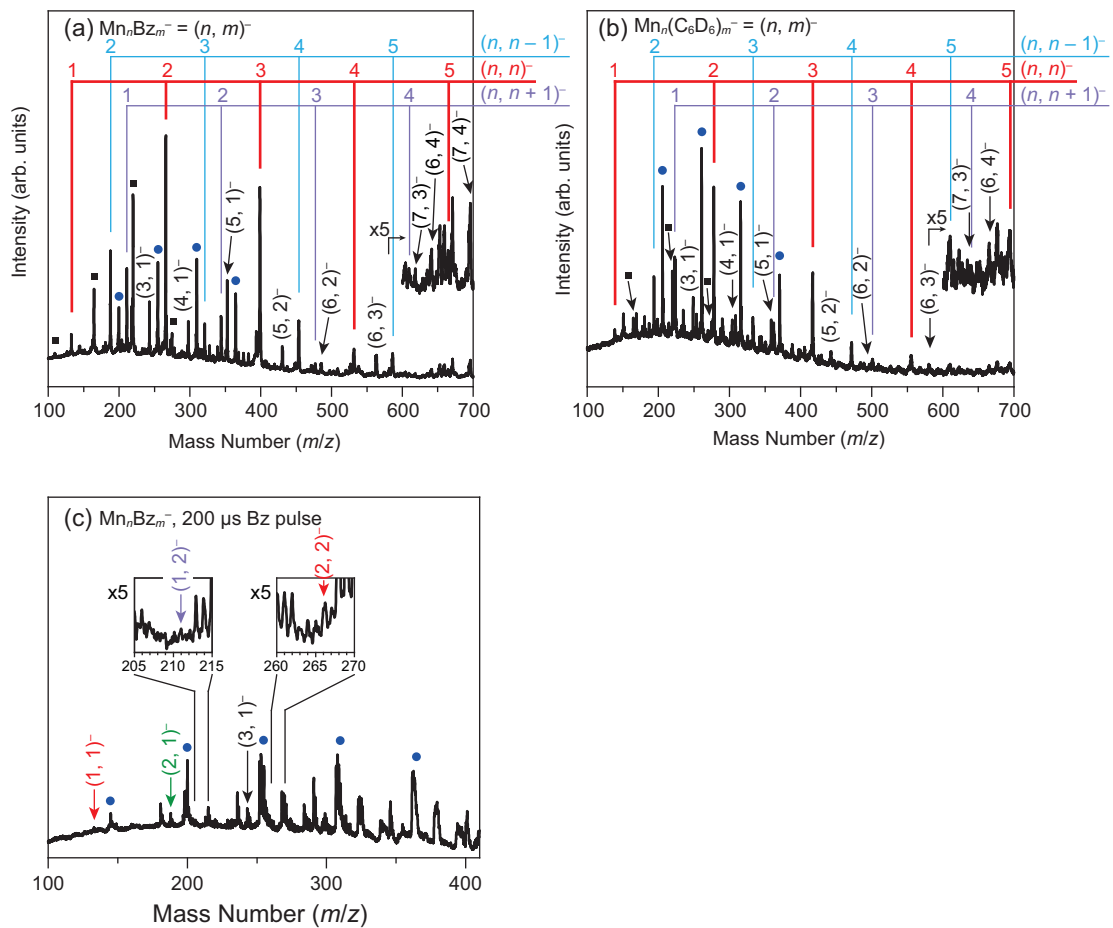 (a) MnₙBzₘ⁻ = (n, m)⁻
2 3 4 5 (n, n − 1)⁻
1 2 3 4 5 (n, n)⁻
1 2 3 4 (n, n + 1)⁻
(3, 1)⁻
(4, 1)⁻
(5, 1)⁻
(5, 2)⁻
(6, 2)⁻
(6, 3)⁻
x5
(7, 3)⁻
(6, 4)⁻
(7, 4)⁻
Intensity (arb. units)
100 200 300 400 500 600 700
Mass Number (m/z)
(b) Mnₙ(C₆D₆)ₘ⁻ = (n, m)⁻
2 3 4 5 (n, n − 1)⁻
1 2 3 4 5 (n, n)⁻
1 2 3 4 (n, n + 1)⁻
(3, 1)⁻
(4, 1)⁻
(5, 1)⁻
(5, 2)⁻
(6, 2)⁻
(6, 3)⁻
x5
(7, 3)⁻
(6, 4)⁻
Intensity (arb. units)
100 200 300 400 500 600 700
Mass Number (m/z)
(c) MnₙBzₘ⁻, 200 µs Bz pulse
(1, 2)⁻
(2, 2)⁻
x5
x5
205 210 215
260 265 270
(1, 1)⁻
(2, 1)⁻
(3, 1)⁻
100 200 300 400
Mass Number (m/z)